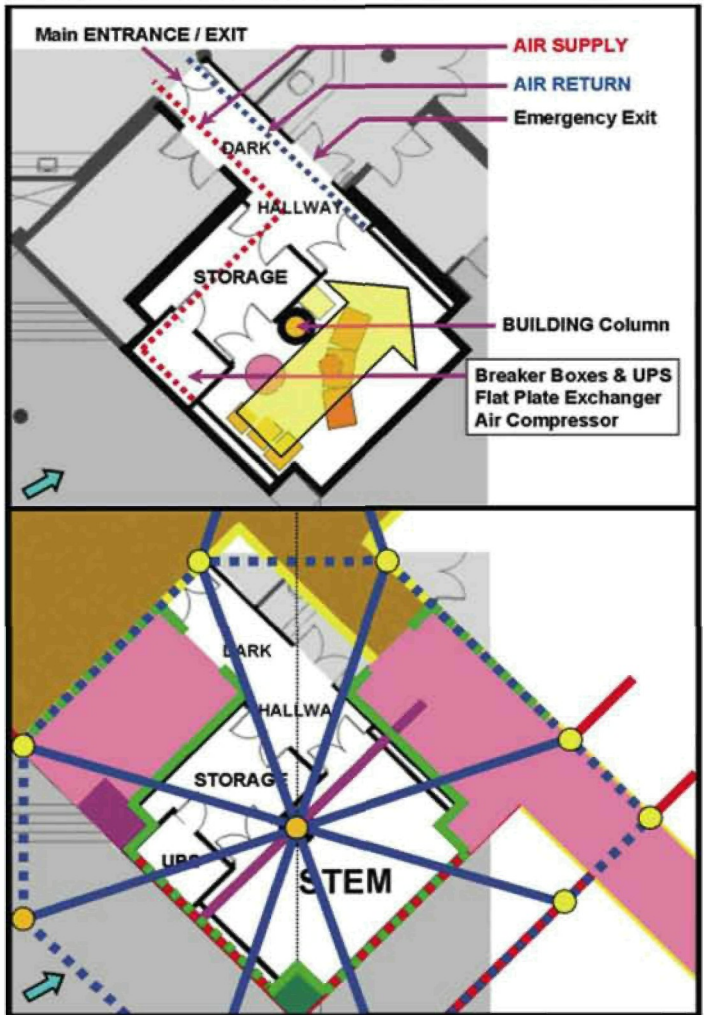 Main ENTRANCE / EXIT
AIR SUPPLY
AIR RETURN
Emergency Exit
DARK
HALLWAY
STORAGE
BUILDING Column
Breaker Boxes & UPS
Flat Plate Exchanger
Air Compressor
DARK
HALLWA
STORAGE
UPS
STEM